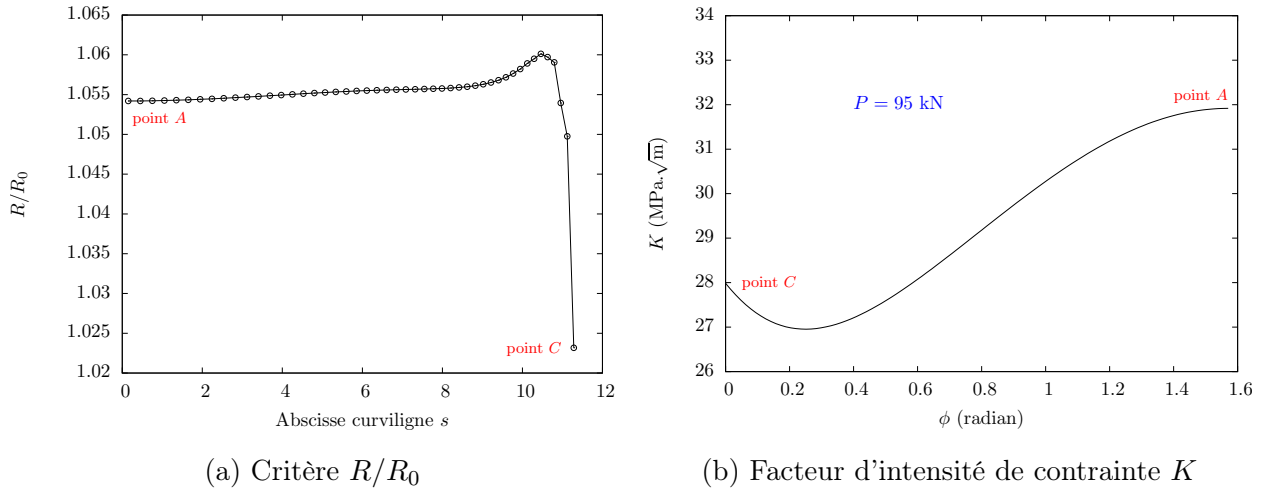 1.065
1.06
1.055
1.05
1.045
1.04
1.035
1.03
1.025
1.02
R/R₀
point A
point C
0 2 4 6 8 10 12
Abscisse curviligne s
(a) Critère R/R₀
34
33
32
31
30
29
28
27
26
K (MPa.√m)
P = 95 kN
point A
point C
0 0.2 0.4 0.6 0.8 1 1.2 1.4 1.6
ϕ (radian)
(b) Facteur d'intensité de contrainte K